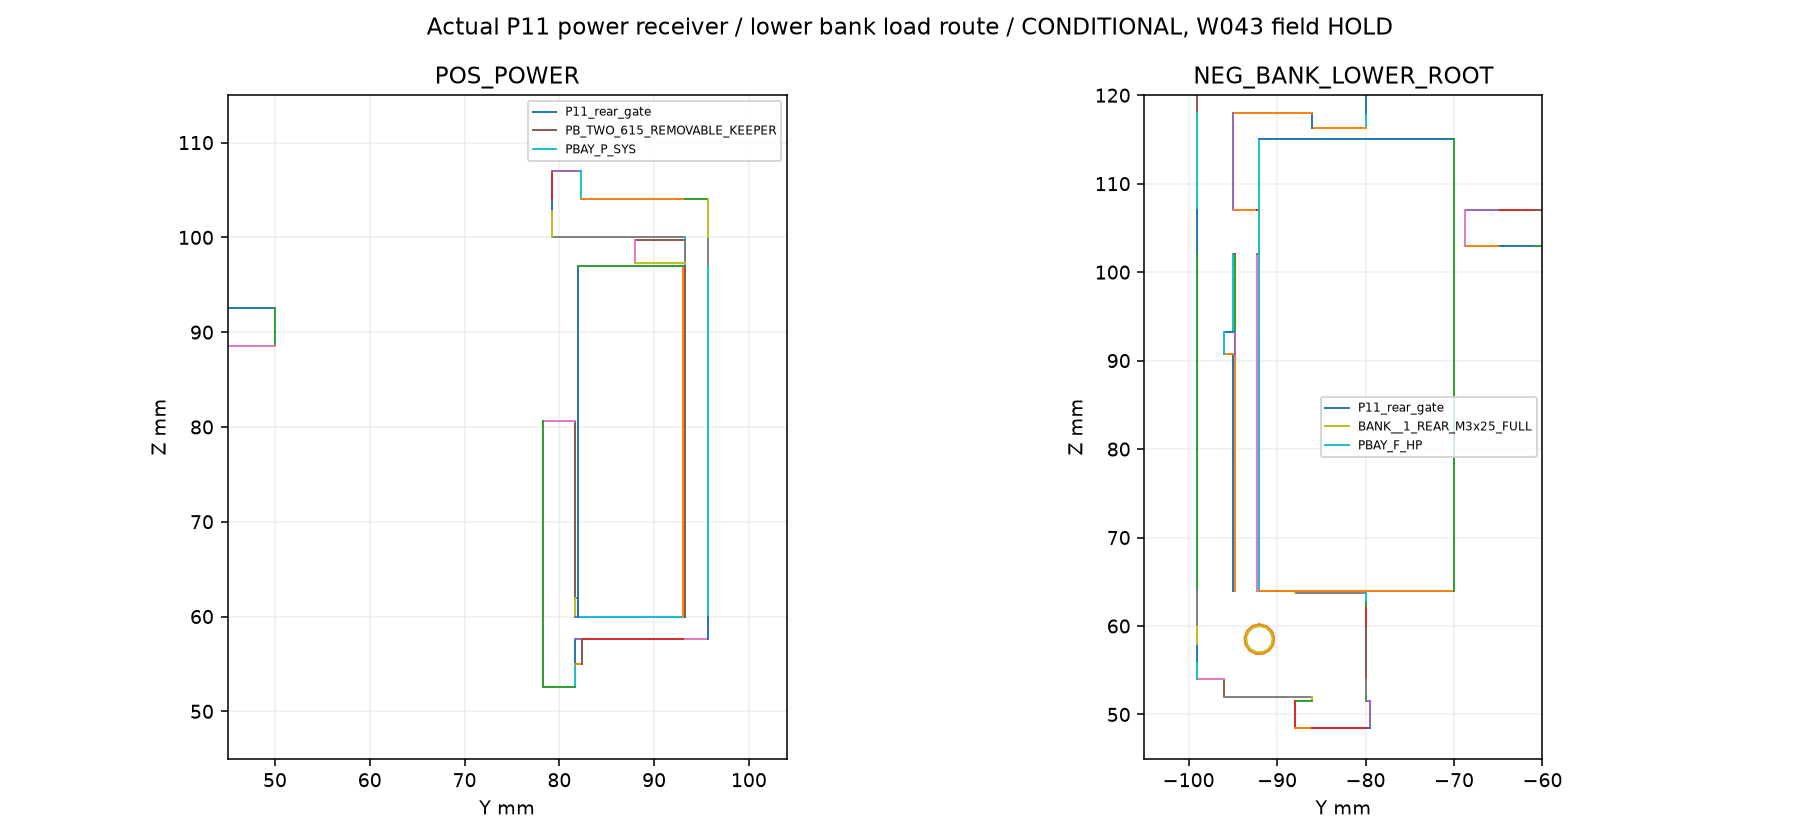 Actual P11 power receiver / lower bank load route / CONDITIONAL, W043 field HOLD
POS_POWER
P11_rear_gate
PB_TWO_615_REMOVABLE_KEEPER
PBAY_P_SYS
110
100
90
80
70
60
50
Z mm
50 60 70 80 90 100
Y mm
NEG_BANK_LOWER_ROOT
120
110
100
90
80
70
60
50
Z mm
P11_rear_gate
BANK__1_REAR_M3x25_FULL
PBAY_F_HP
−100 −90 −80 −70 −60
Y mm